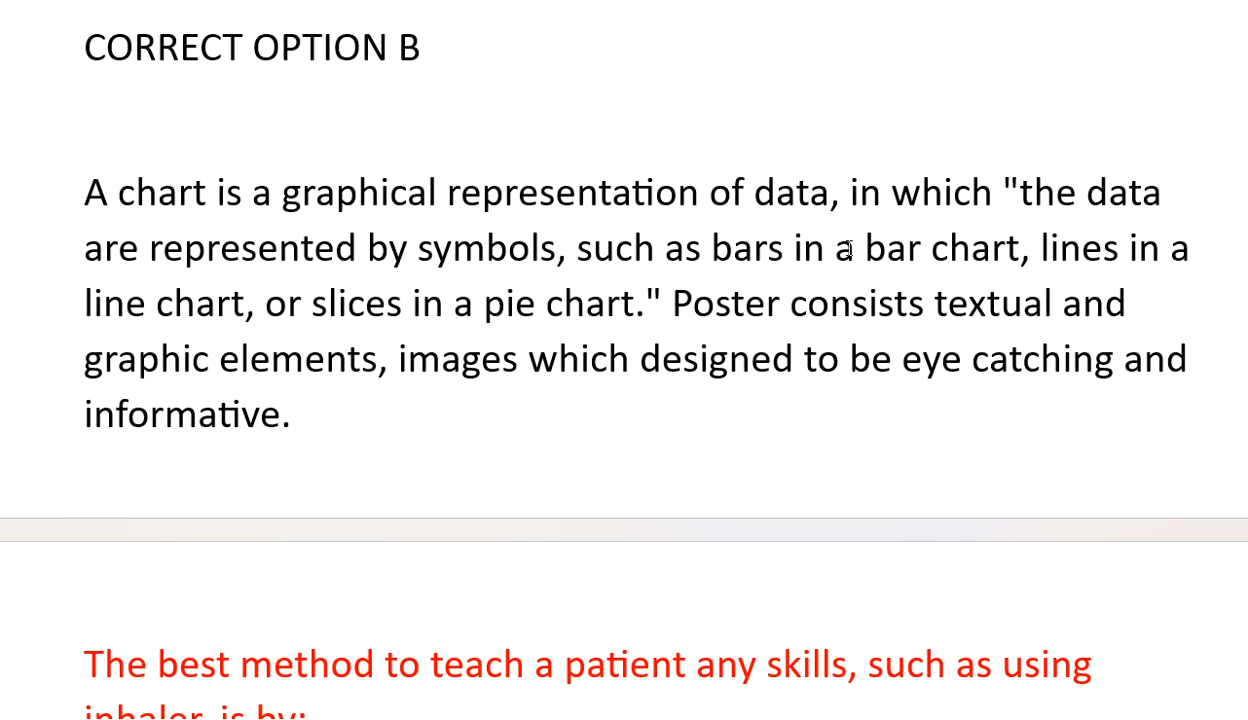 CORRECT OPTION B
A chart is a graphical representation of data, in which "the data
are represented by symbols, such as bars in a bar chart, lines in a
line chart, or slices in a pie chart." Poster consists textual and
graphic elements, images which designed to be eye catching and
informative.
The best method to teach a patient any skills, such as using
inhaler, is by: